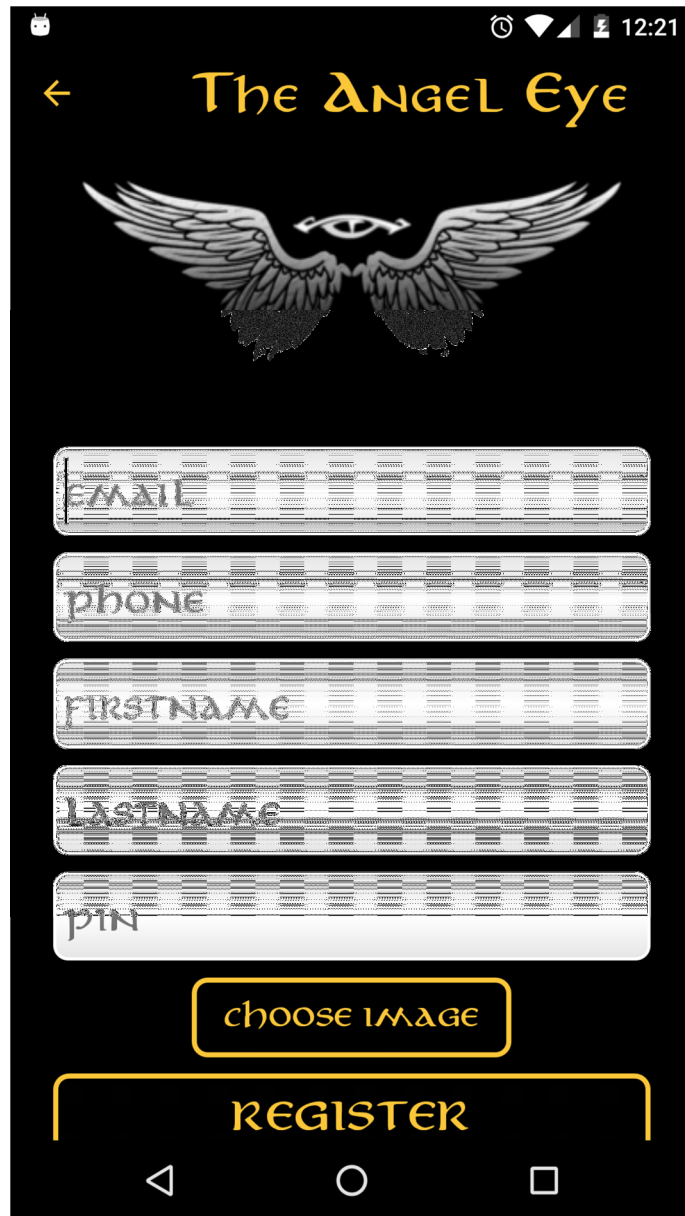 12:21
The Angel Eye
email
phone
firstname
lastname
pin
choose image
REGISTER